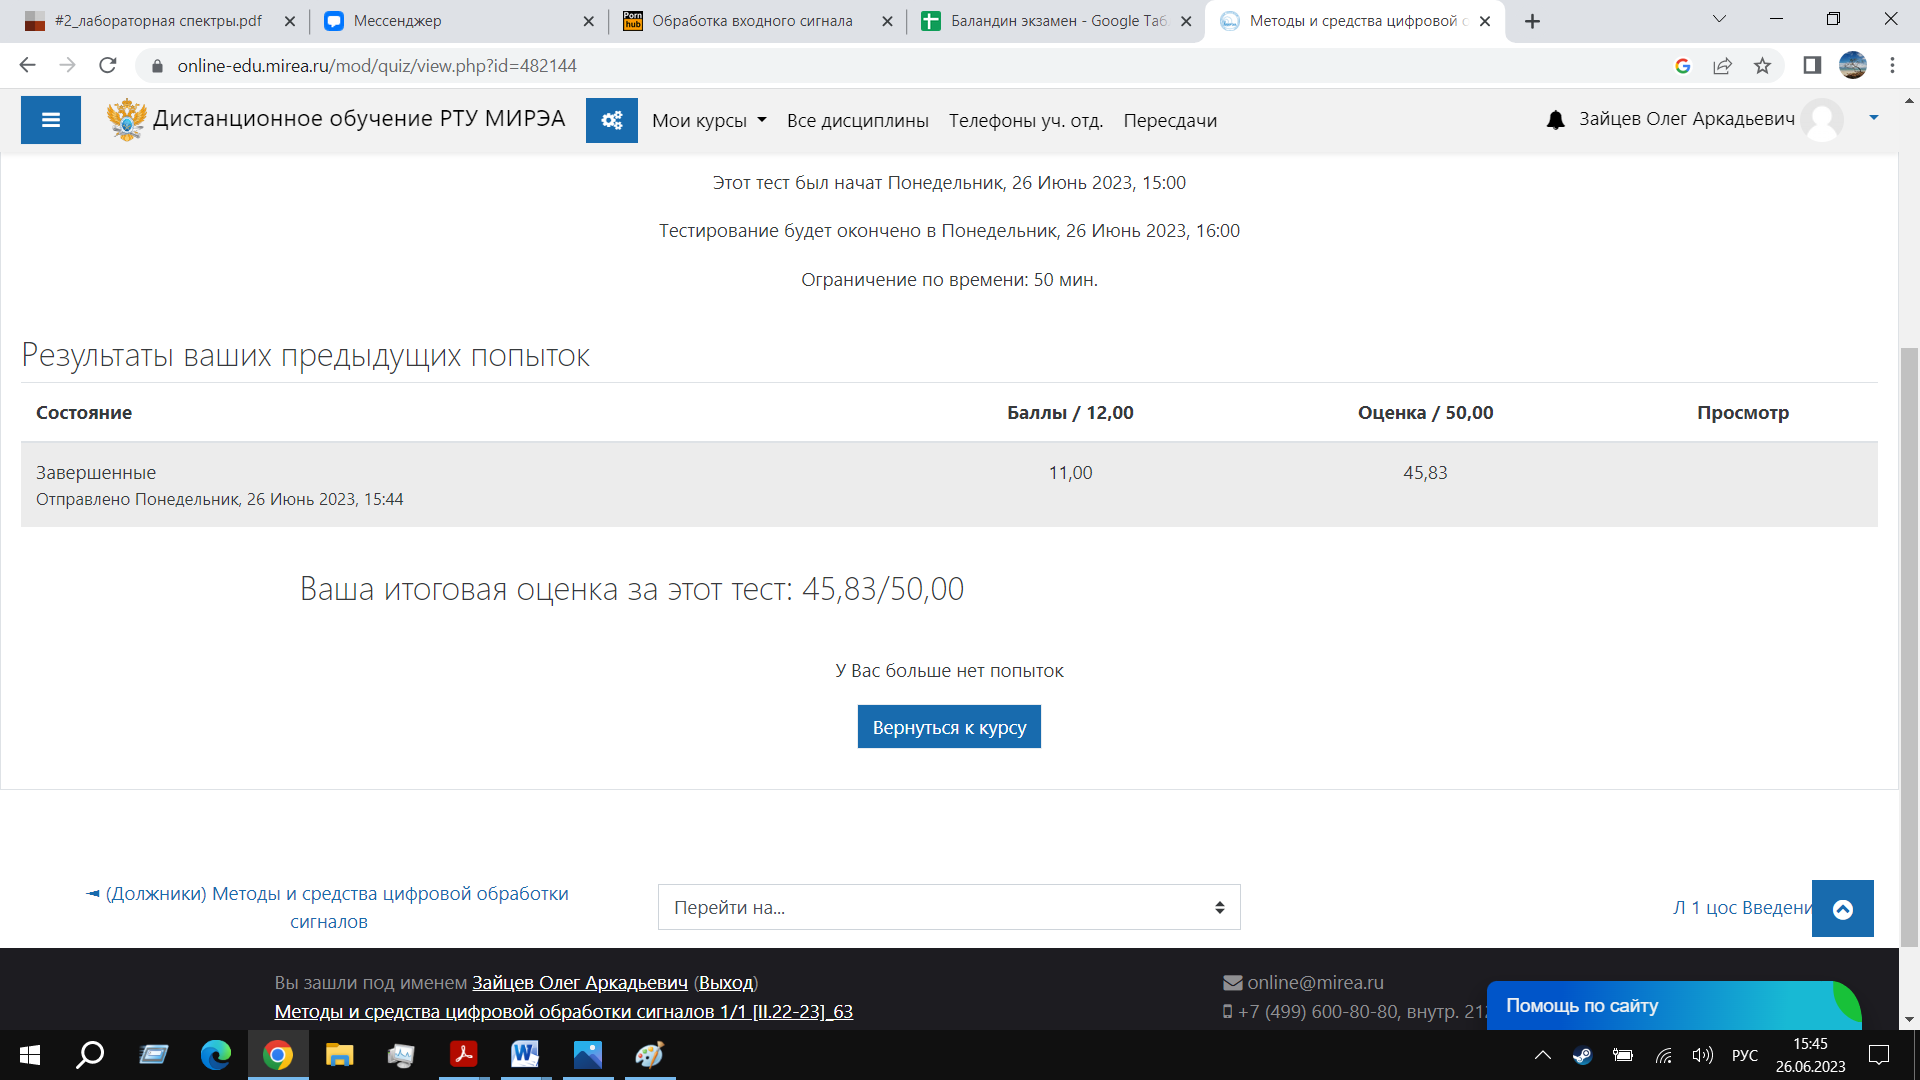 #2_лабораторная спектры.pdf
Мессенджер
Porn hub
Обработка входного сигнала
Баландин экзамен - Google Таб
Методы и средства цифровой с
online-edu.mirea.ru/mod/quiz/view.php?id=482144
Дистанционное обучение РТУ МИРЭА
Мои курсы
Все дисциплины
Телефоны уч. отд.
Пересдачи
Зайцев Олег Аркадьевич
Этот тест был начат Понедельник, 26 Июнь 2023, 15:00
Тестирование будет окончено в Понедельник, 26 Июнь 2023, 16:00
Ограничение по времени: 50 мин.
Результаты ваших предыдущих попыток
Состояние Баллы / 12,00 Оценка / 50,00 Просмотр
Завершенные 11,00 45,83
Отправлено Понедельник, 26 Июнь 2023, 15:44
Ваша итоговая оценка за этот тест: 45,83/50,00
У Вас больше нет попыток
Вернуться к курсу
◄ (Должники) Методы и средства цифровой обработки
сигналов
Перейти на...
Л 1 цос Введени
Вы зашли под именем Зайцев Олег Аркадьевич (Выход)
Методы и средства цифровой обработки сигналов 1/1 [II.22-23]_63
online@mirea.ru
+7 (499) 600-80-80, внутр. 212
Помощь по сайту
РУС
15:45
26.06.2023